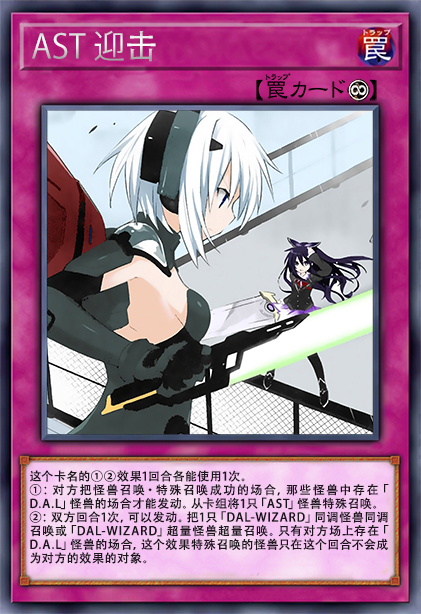 AST 迎击
トラップ
罠
トラップ
【罠カード】
这个卡名的①②效果1回合各能使用1次。
①：对方把怪兽召唤・特殊召唤成功的场合，那些怪兽中存在「
D.A.L」怪兽的场合才能发动。从卡组将1只「AST」怪兽特殊召唤。
②：双方回合1次，可以发动。把1只「DAL-WIZARD」同调怪兽同调
召唤或「DAL-WIZARD」超量怪兽超量召唤。只有对方场上存在「
D.A.L」怪兽的场合，这个效果特殊召唤的怪兽只在这个回合不会成
为对方的效果的对象。